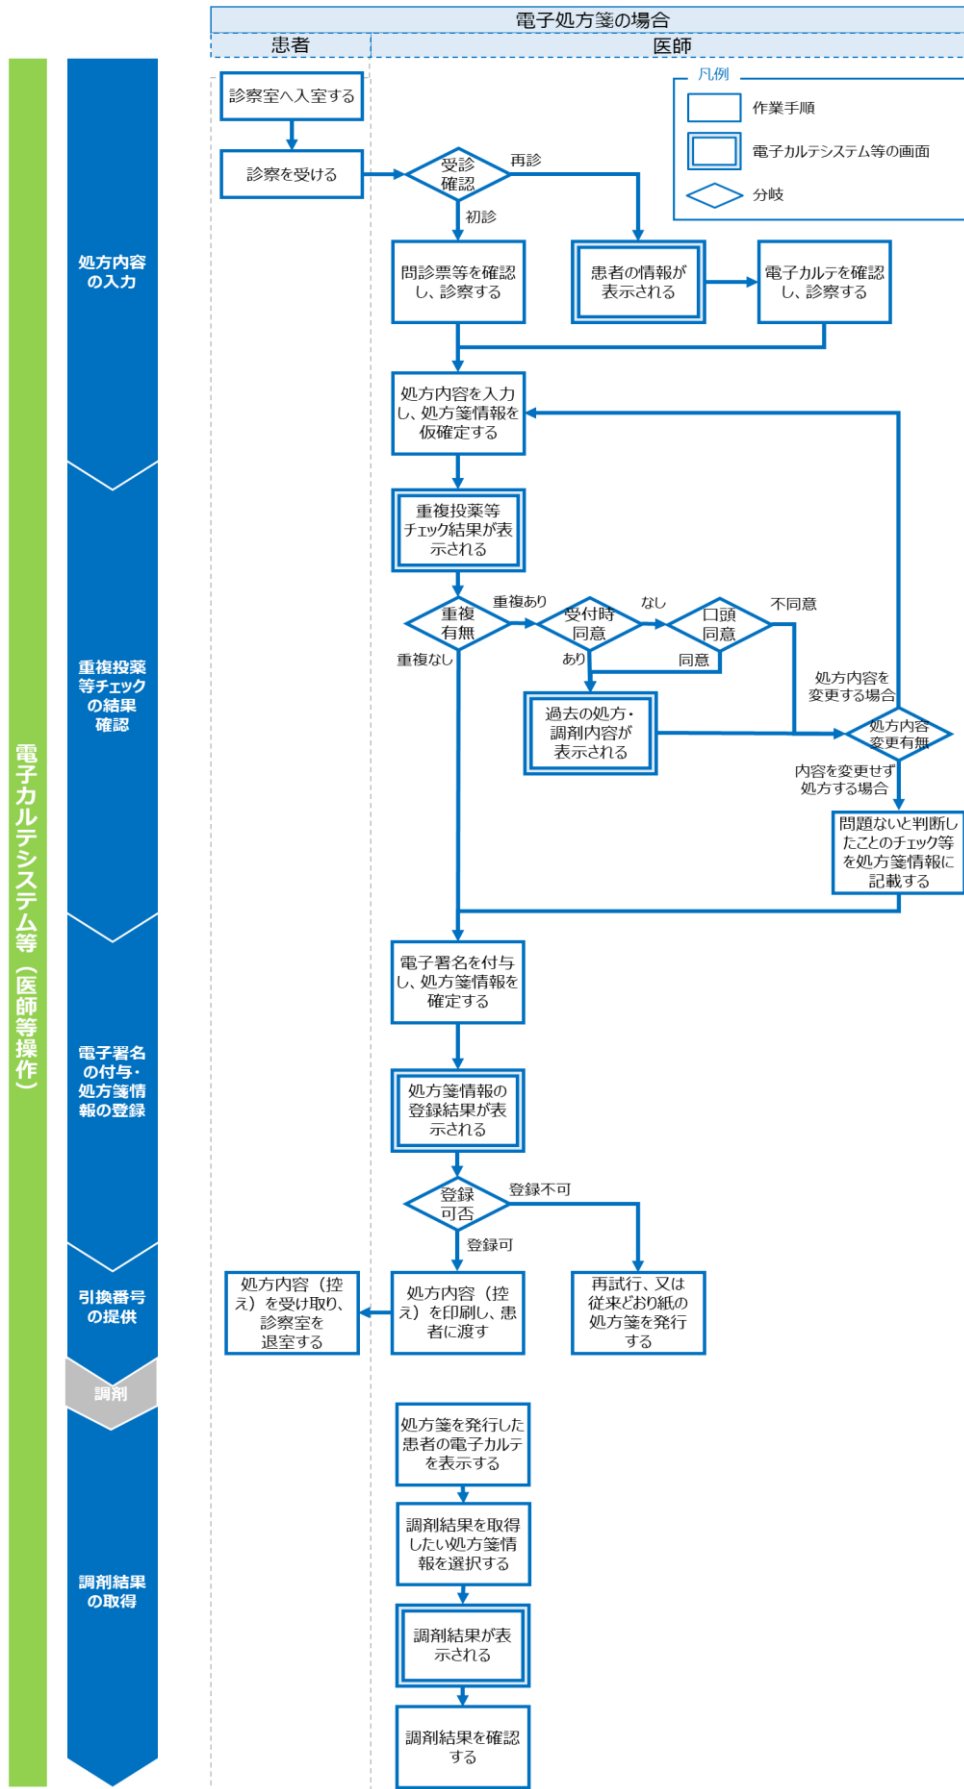 電子処方箋の場合
患者
医師
電子カルテシステム等（医師等操作）
凡例
作業手順
電子カルテシステム等の画面
分岐
処方内容
の入力
診察室へ入室する
診察を受ける
受診
確認
再診
初診
問診票等を確認
し、診察する
患者の情報が
表示される
電子カルテを確認
し、診察する
処方内容を入力
し、処方箋情報を
仮確定する
重複投薬
等チェック
の結果
確認
重複投薬等
チェック結果が表
示される
重複
有無
重複あり
重複なし
受付時
同意
なし
あり
口頭
同意
不同意
同意
過去の処方・
調剤内容が
表示される
処方内容を
変更する場合
処方内容
変更有無
内容を変更せず
処方する場合
問題ないと判断し
たことのチェック等
を処方箋情報に
記載する
電子署名
の付与・
処方箋情
報の登録
電子署名を付与
し、処方箋情報を
確定する
処方箋情報の
登録結果が表
示される
登録
可否
登録不可
登録可
引換番号
の提供
処方内容（控
え）を受け取り、
診察室を
退室する
処方内容（控
え）を印刷し、患
者に渡す
再試行、又は
従来どおり紙の
処方箋を発行
する
調剤
調剤結果
の取得
処方箋を発行した
患者の電子カルテ
を表示する
調剤結果を取得
したい処方箋情
報を選択する
調剤結果が表
示される
調剤結果を確認
する